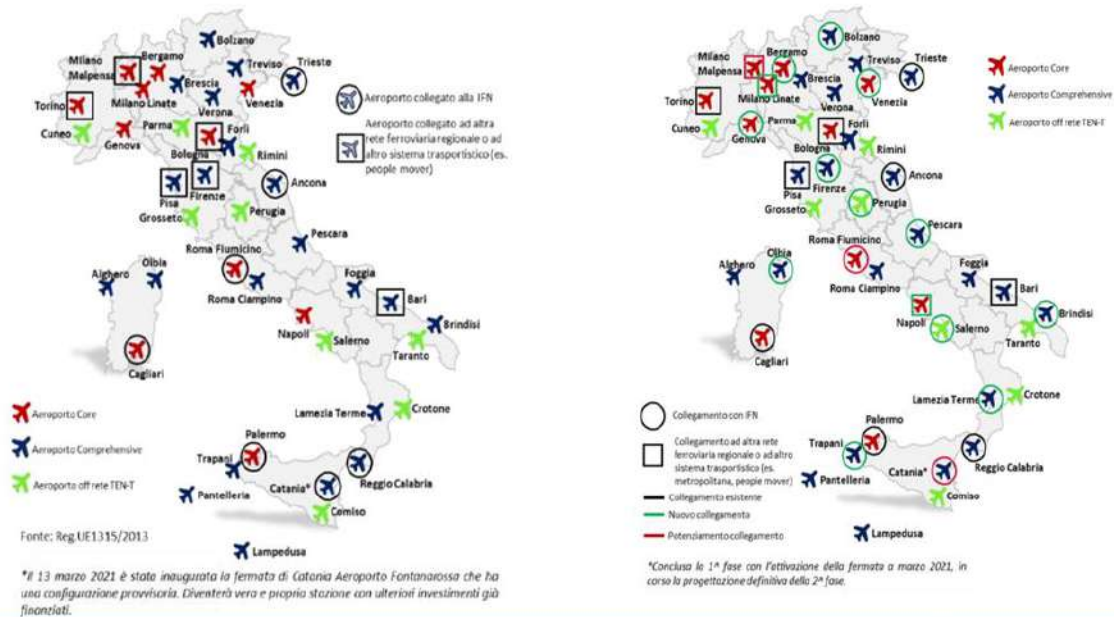 Bolzano
Milano
Malpensa
Bergamo
Treviso
Trieste
Torino
Brescia
Milano Linate
Verona
Venezia
Cuneo
Parma
Forlì
Genova
Bologna
Rimini
Pisa
Firenze
Ancona
Grosseto
Perugia
Roma Fiumicino
Pescara
Olbia
Alghero
Roma Ciampino
Foggia
Bari
Napoli
Salerno
Brindisi
Taranto
Cagliari
Lamezia Terme
Crotone
Palermo
Trapani
Catania*
Reggio Calabria
Pantelleria
Comiso
Lampedusa
Aeroporto collegato alla IFN
Aeroporto collegato ad altra
rete ferroviaria regionale o ad
altro sistema trasportistico (es.
people mover)
Aeroporto Core
Aeroporto Comprehensive
Aeroporto off rete TEN-T
Fonte: Reg.UE1315/2013
*Il 13 marzo 2021 è stata inaugurata la fermata di Catania Aeroporto Fontanarossa che ha
una configurazione provvisoria. Diventerà vera e propria stazione con ulteriori investimenti già
finanziati.
Bolzano
Milano
Malpensa
Bergamo
Treviso
Trieste
Torino
Brescia
Milano Linate
Verona
Venezia
Cuneo
Parma
Forlì
Genova
Bologna
Rimini
Pisa
Firenze
Ancona
Grosseto
Perugia
Roma Fiumicino
Pescara
Olbia
Alghero
Roma Ciampino
Foggia
Bari
Napoli
Salerno
Brindisi
Taranto
Cagliari
Lamezia Terme
Crotone
Palermo
Trapani
Catania*
Reggio Calabria
Pantelleria
Comiso
Lampedusa
Aeroporto Core
Aeroporto Comprehensive
Aeroporto off rete TEN-T
Collegamento con IFN
Collegamento ad altra rete
ferroviaria regionale o ad altro
sistema trasportistico (es.
metropolitana, people mover)
Collegamento esistente
Nuovo collegamento
Potenziamento collegamento
*Conclusa la 1ª fase con l'attivazione della fermata a marzo 2021, in
corso la progettazione definitiva della 2ª fase.